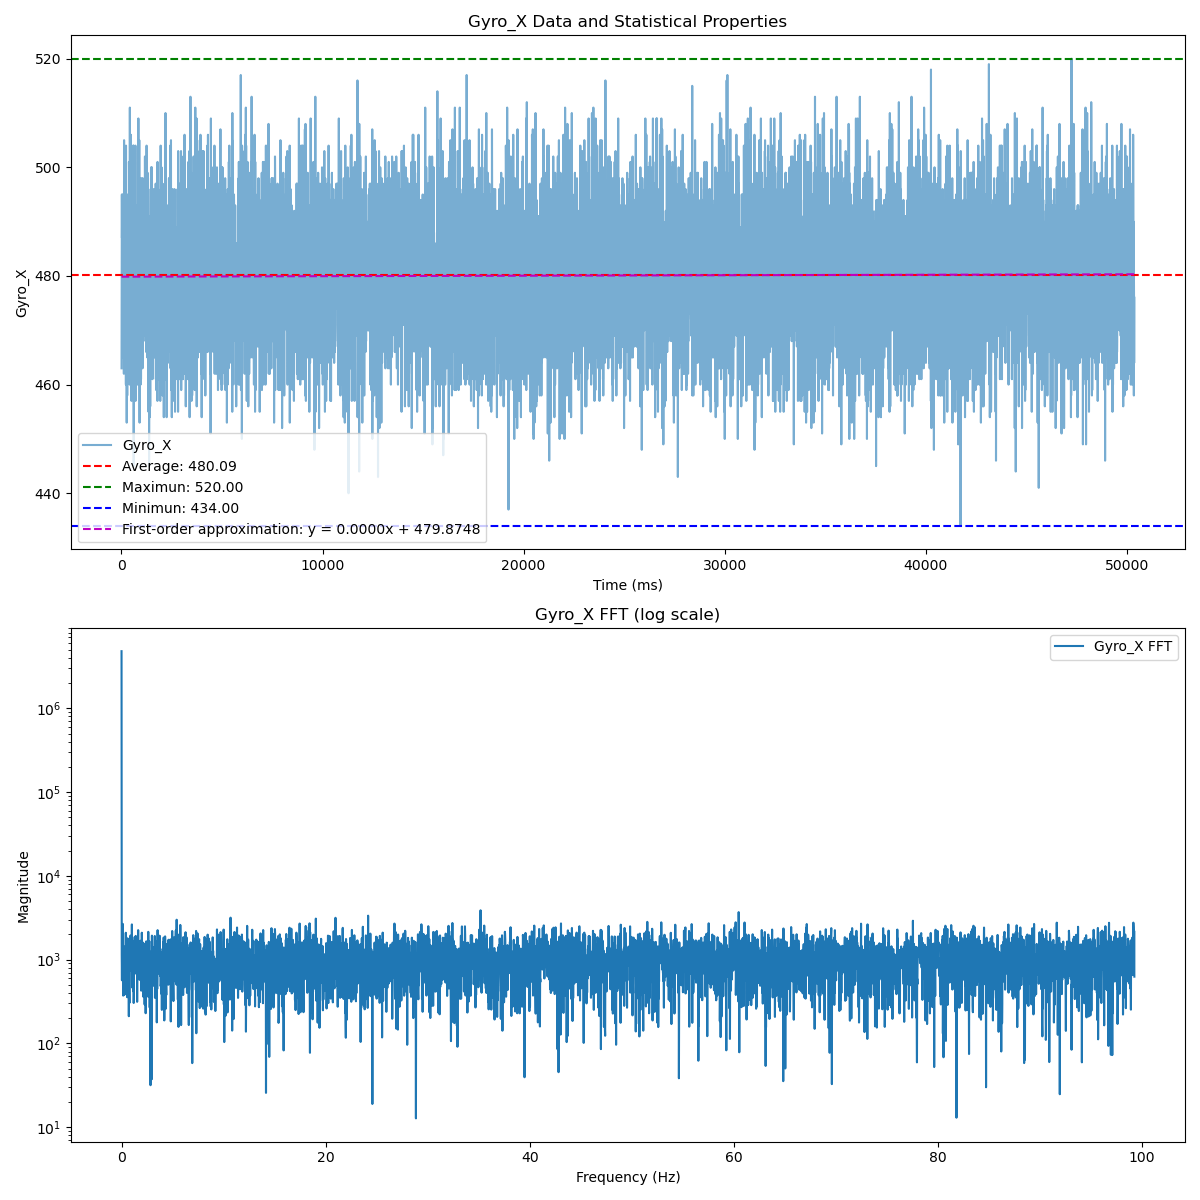 Gyro_X Data and Statistical Properties
520
500
480
460
440
Gyro_X
Gyro_X
Average: 480.09
Maximun: 520.00
Minimun: 434.00
First-order approximation: y = 0.0000x + 479.8748
0 10000 20000 30000 40000 50000
Time (ms)
Gyro_X FFT (log scale)
Gyro_X FFT
10⁶
10⁵
10⁴
10³
10²
10¹
Magnitude
0 20 40 60 80 100
Frequency (Hz)